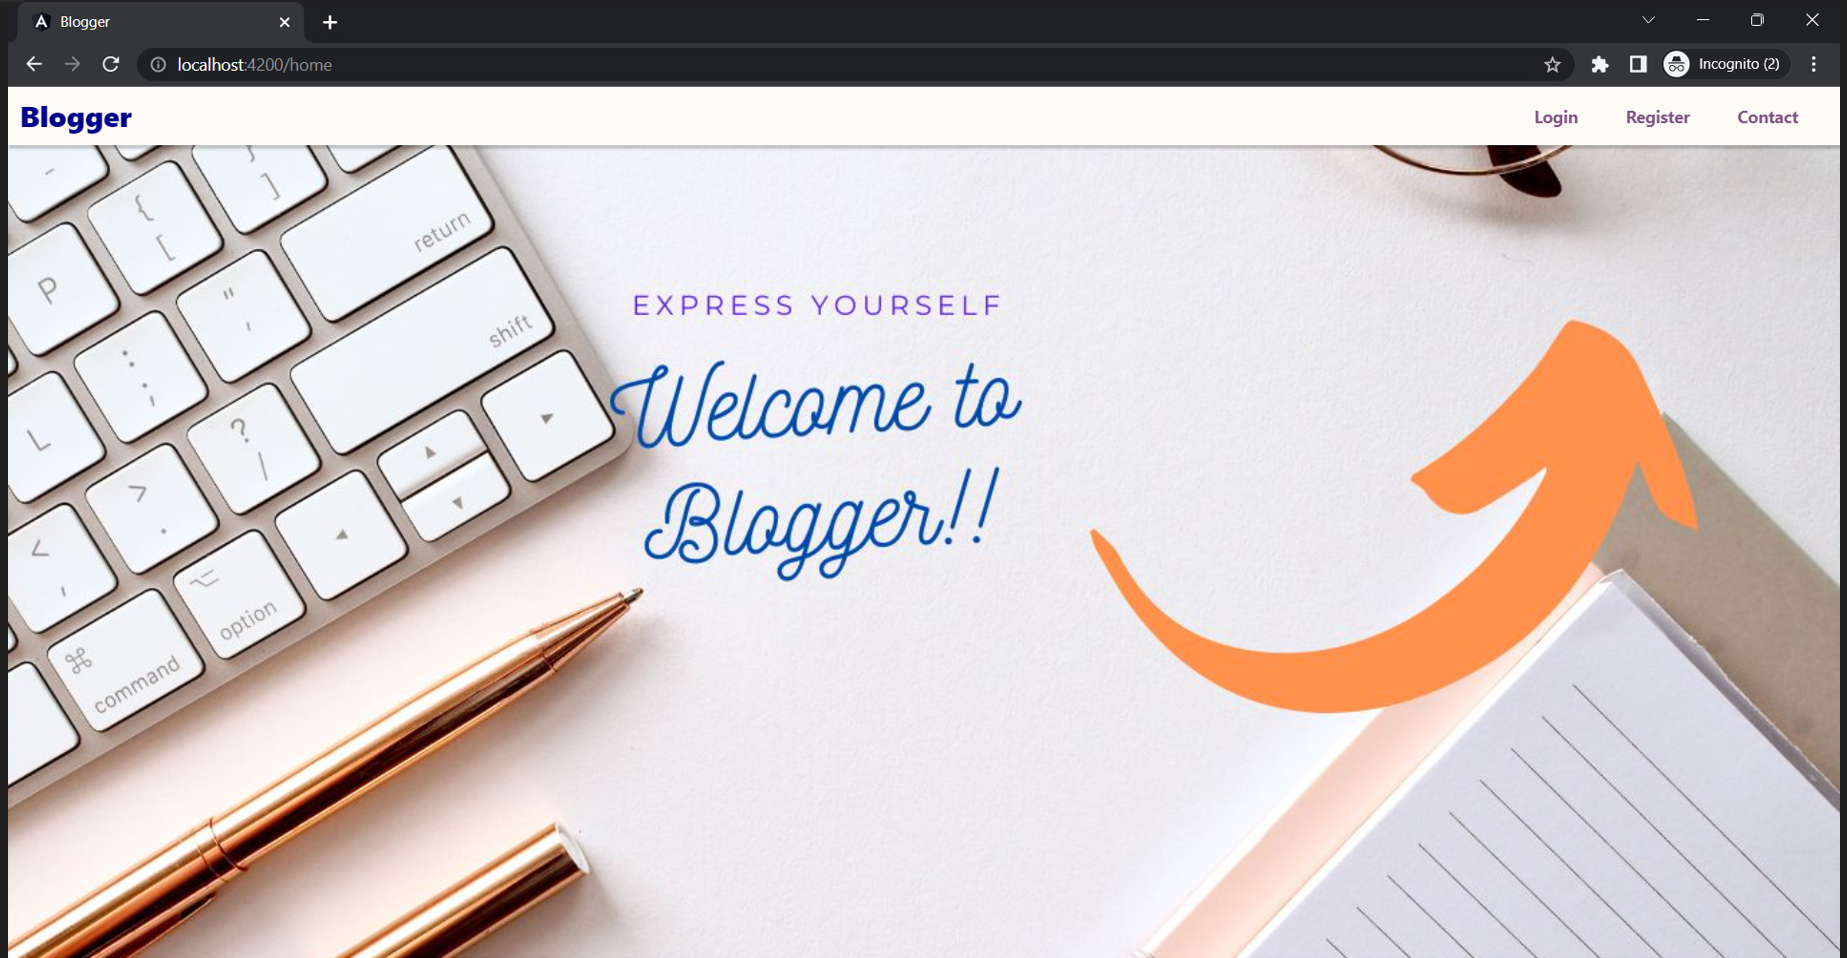 Blogger
localhost:4200/home
Incognito (2)
Blogger
Login
Register
Contact
EXPRESS YOURSELF
Welcome to
Blogger!!
-
}
]
{
[
return
P
"
'
shift
:
;
L
?
/
>
.
<
,
option
⌘
command